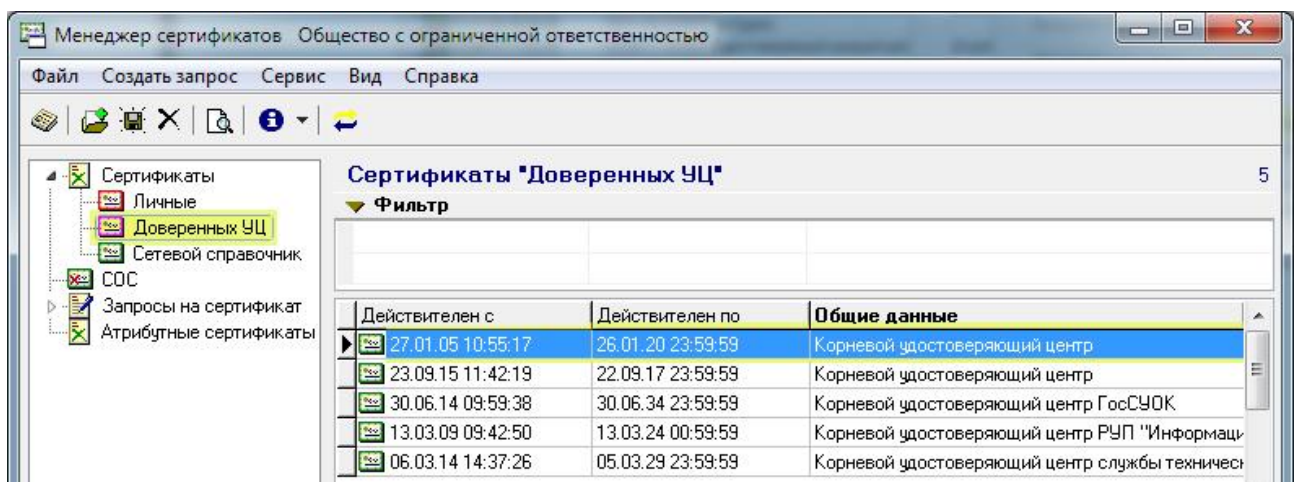 Менеджер сертификатов Общество с ограниченной ответственностью
Файл Создать запрос Сервис Вид Справка
Сертификаты
Личные
Доверенных УЦ
Сетевой справочник
СОС
Запросы на сертификат
Атрибутные сертификаты
Сертификаты "Доверенных УЦ" 5
Фильтр
Действителен с Действителен по Общие данные
27.01.05 10:55:17 26.01.20 23:59:59 Корневой удостоверяющий центр
23.09.15 11:42:19 22.09.17 23:59:59 Корневой удостоверяющий центр
30.06.14 09:59:38 30.06.34 23:59:59 Корневой удостоверяющий центр ГосСУОК
13.03.09 09:42:50 13.03.24 00:59:59 Корневой удостоверяющий центр РУП "Информаци
06.03.14 14:37:26 05.03.29 23:59:59 Корневой удостоверяющий центр службы техничес